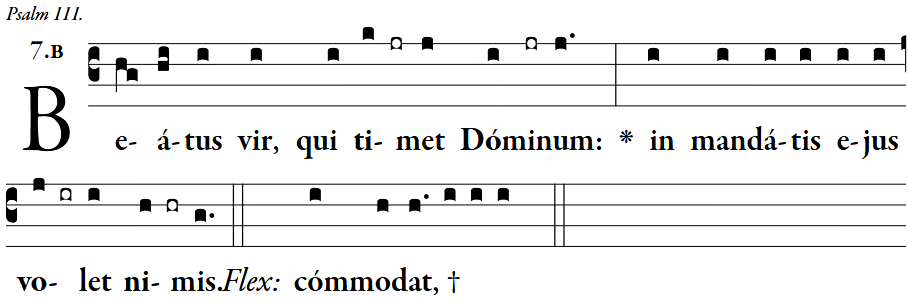 Psalm 111.
7.B
Be- á-tus vir, qui ti- met Dóminum: * in mandá-tis e-jus
vo- let ni- mis. Flex: cómmodat, †